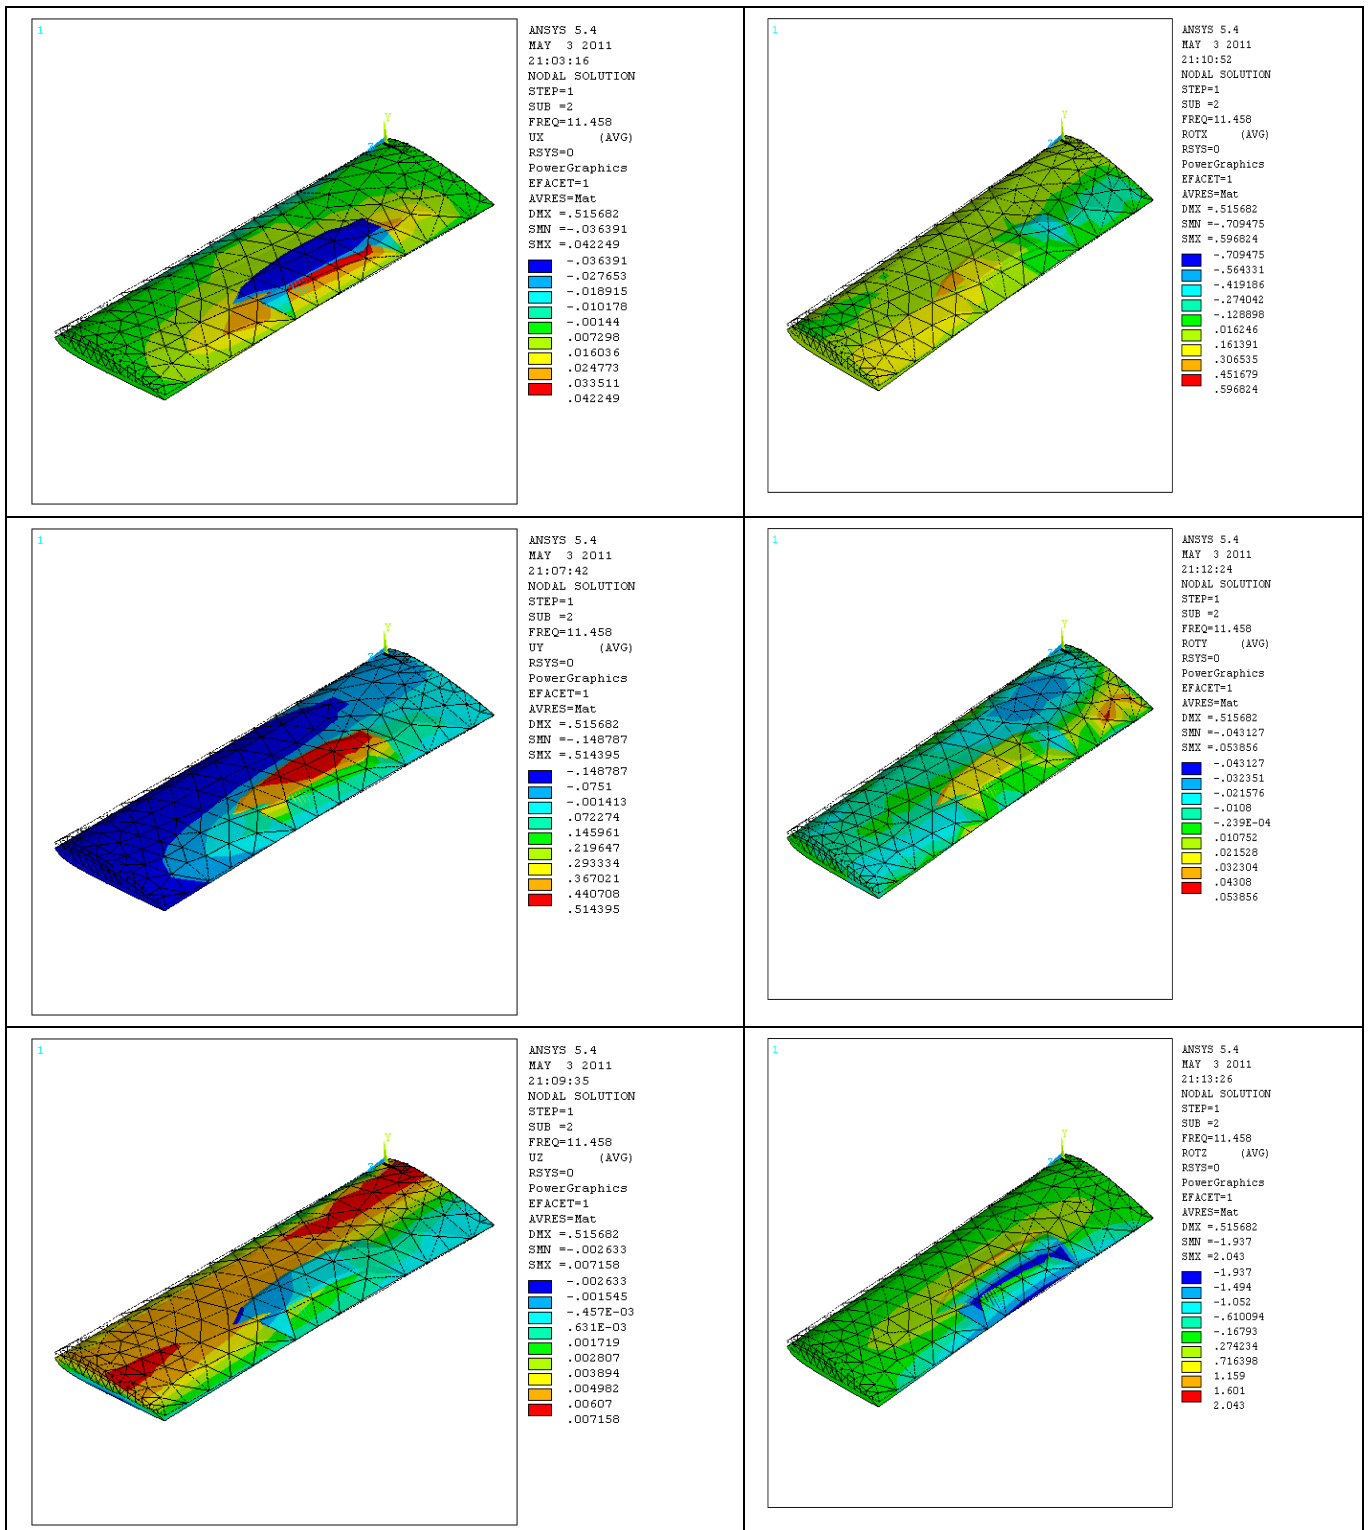 1
ANSYS 5.4
MAY  3 2011
21:03:16
NODAL SOLUTION
STEP=1
SUB =2
FREQ=11.458
UX       (AVG)
RSYS=0
PowerGraphics
EFACET=1
AVRES=Mat
DMX =.515682
SMN =-.036391
SMX =.042249
-.036391
-.027653
-.018915
-.010178
-.00144
.007298
.016036
.024773
.033511
.042249
Y
Z
1
ANSYS 5.4
MAY  3 2011
21:10:52
NODAL SOLUTION
STEP=1
SUB =2
FREQ=11.458
ROTX     (AVG)
RSYS=0
PowerGraphics
EFACET=1
AVRES=Mat
DMX =.515682
SMN =-.709475
SMX =.596824
-.709475
-.564331
-.419186
-.274042
-.128898
.016246
.161391
.306535
.451679
.596824
Y
Z
1
ANSYS 5.4
MAY  3 2011
21:07:42
NODAL SOLUTION
STEP=1
SUB =2
FREQ=11.458
UY       (AVG)
RSYS=0
PowerGraphics
EFACET=1
AVRES=Mat
DMX =.515682
SMN =-.148787
SMX =.514395
-.148787
-.0751
-.001413
.072274
.145961
.219647
.293334
.367021
.440708
.514395
Y
Z
1
ANSYS 5.4
MAY  3 2011
21:12:24
NODAL SOLUTION
STEP=1
SUB =2
FREQ=11.458
ROTY     (AVG)
RSYS=0
PowerGraphics
EFACET=1
AVRES=Mat
DMX =.515682
SMN =-.043127
SMX =.053856
-.043127
-.032351
-.021576
-.0108
-.239E-04
.010752
.021528
.032304
.04308
.053856
Y
Z
1
ANSYS 5.4
MAY  3 2011
21:09:35
NODAL SOLUTION
STEP=1
SUB =2
FREQ=11.458
UZ       (AVG)
RSYS=0
PowerGraphics
EFACET=1
AVRES=Mat
DMX =.515682
SMN =-.002633
SMX =.007158
-.002633
-.001545
-.457E-03
.631E-03
.001719
.002807
.003894
.004982
.00607
.007158
Y
Z
1
ANSYS 5.4
MAY  3 2011
21:13:26
NODAL SOLUTION
STEP=1
SUB =2
FREQ=11.458
ROTZ     (AVG)
RSYS=0
PowerGraphics
EFACET=1
AVRES=Mat
DMX =.515682
SMN =-1.937
SMX =2.043
-1.937
-1.494
-1.052
-.610094
-.16793
.274234
.716398
1.159
1.601
2.043
Y
Z